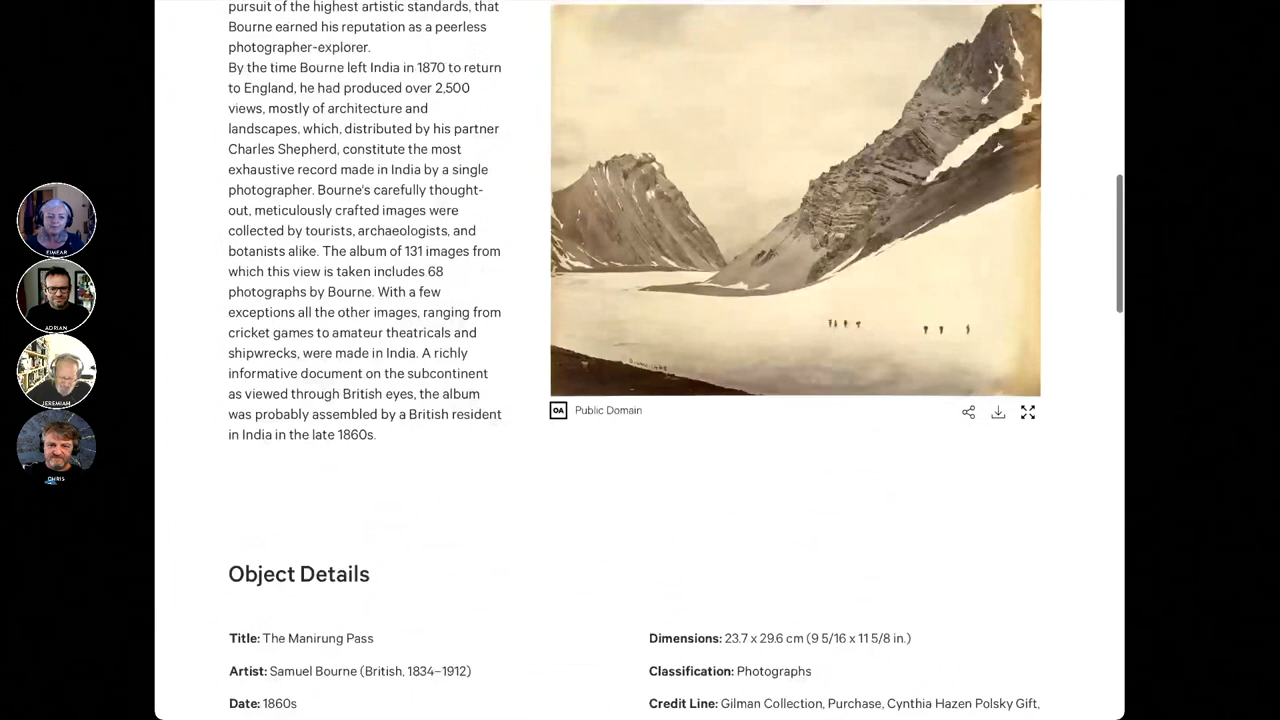 pursuit of the highest artistic standards, that
Bourne earned his reputation as a peerless
photographer-explorer.
By the time Bourne left India in 1870 to return
to England, he had produced over 2,500
views, mostly of architecture and
landscapes, which, distributed by his partner
Charles Shepherd, constitute the most
exhaustive record made in India by a single
photographer. Bourne's carefully thought-
out, meticulously crafted images were
collected by tourists, archaeologists, and
botanists alike. The album of 131 images from
which this view is taken includes 68
photographs by Bourne. With a few
exceptions all the other images, ranging from
cricket games to amateur theatricals and
shipwrecks, were made in India. A richly
informative document on the subcontinent
as viewed through British eyes, the album
was probably assembled by a British resident
in India in the late 1860s.
OA Public Domain
EIMEAR
ADRIAN
JEREMIAH
CHRIS
Object Details
Title: The Manirung Pass
Artist: Samuel Bourne (British, 1834–1912)
Date: 1860s
Dimensions: 23.7 x 29.6 cm (9 5/16 x 11 5/8 in.)
Classification: Photographs
Credit Line: Gilman Collection, Purchase, Cynthia Hazen Polsky Gift,